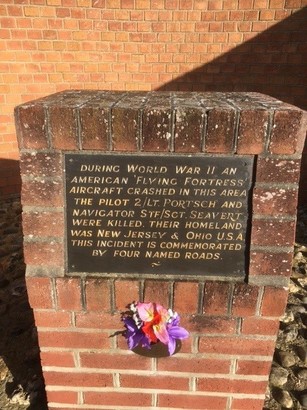 DURING WORLD WAR II AN
AMERICAN FLYING FORTRESS
AIRCRAFT CRASHED IN THIS AREA
THE PILOT 2/LT. PORTSCH AND
NAVIGATOR STF/SGT. SEAVERT
WERE KILLED. THEIR HOMELAND
WAS NEW JERSEY & OHIO U.S.A.
THIS INCIDENT IS COMMEMORATED
BY FOUR NAMED ROADS.